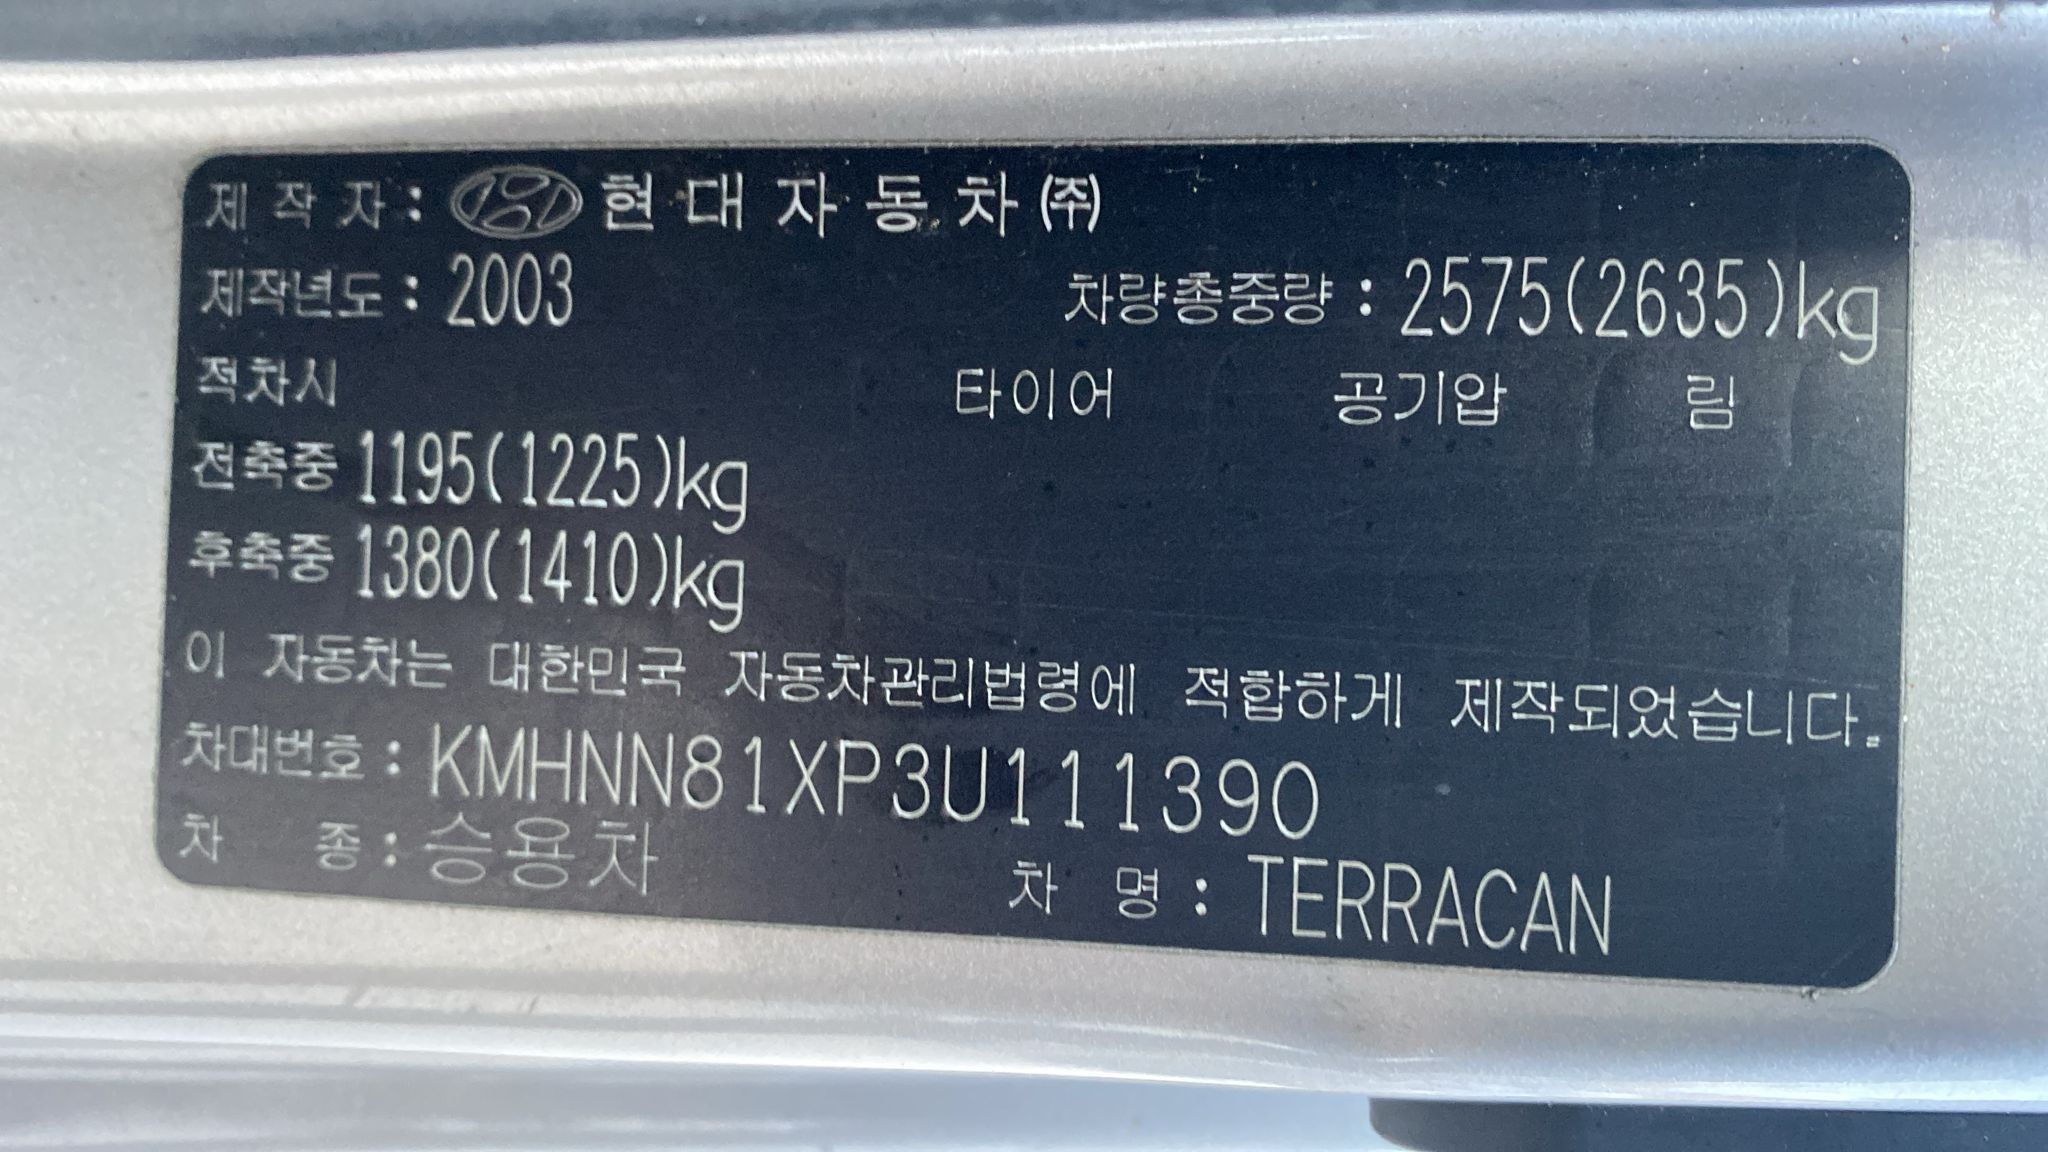 제 작 자 : 현 대 자 동 차 ㈜
제작년도 : 2003 차량총중량 : 2575(2635)kg
적차시 타이어 공기압 림
전축중 1195(1225)kg
후축중 1380(1410)kg
이 자동차는 대한민국 자동차관리법령에 적합하게 제작되었습니다.
차대번호 : KMHNN81XP3U111390
차 종 : 승용차 차 명 : TERRACAN